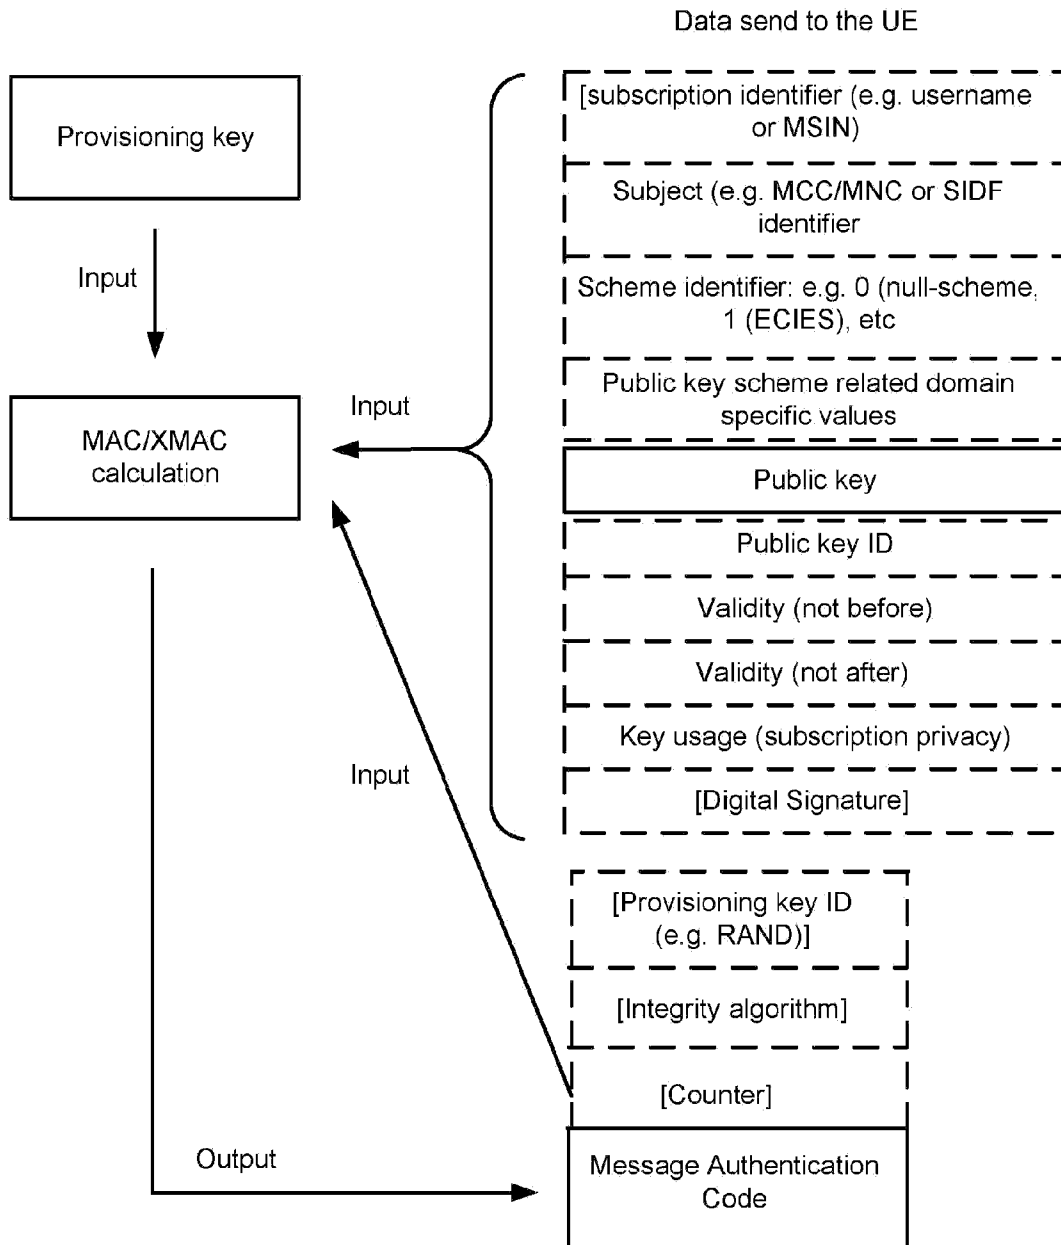 Data send to the UE
Provisioning key
Input
MAC/XMAC
calculation
Input
Input
Output
[subscription identifier (e.g. username
or MSIN)
Subject (e.g. MCC/MNC or SIDF
identifier
Scheme identifier: e.g. 0 (null-scheme,
1 (ECIES), etc
Public key scheme related domain
specific values
Public key
Public key ID
Validity (not before)
Validity (not after)
Key usage (subscription privacy)
[Digital Signature]
[Provisioning key ID
(e.g. RAND)]
[Integrity algorithm]
[Counter]
Message Authentication
Code